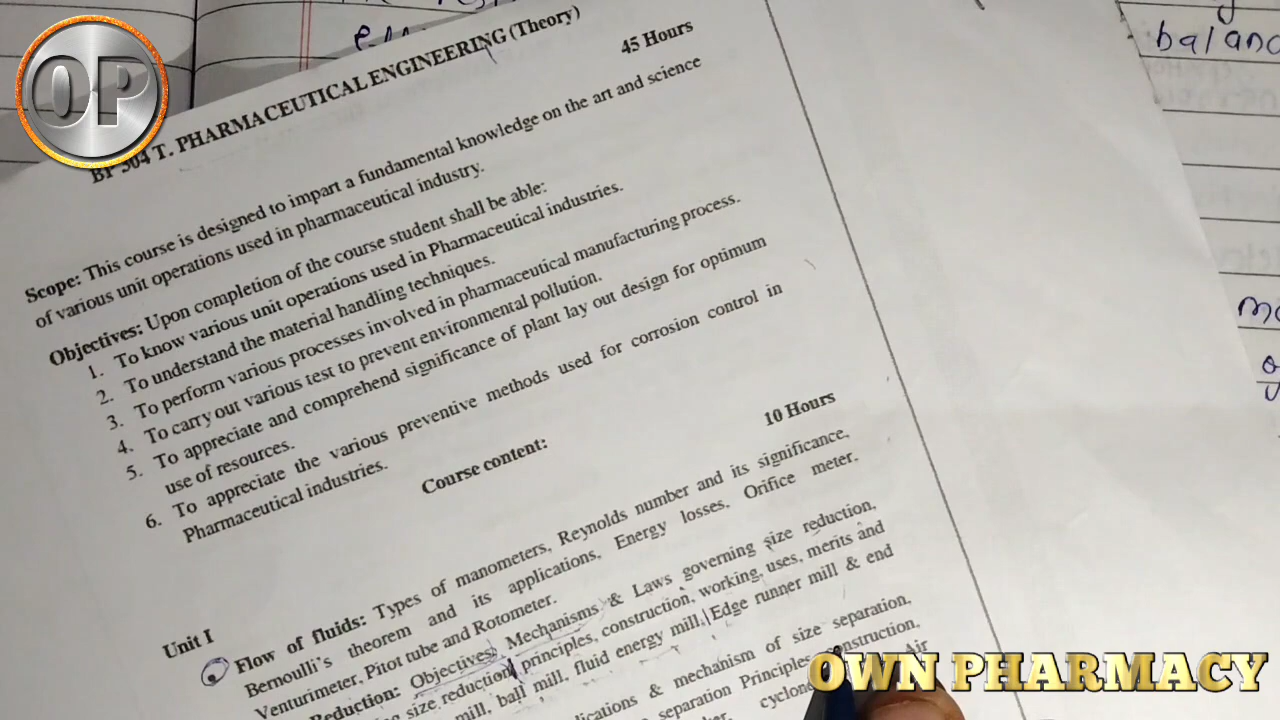 OP
balanc
BP 304 T. PHARMACEUTICAL ENGINEERING (Theory)
45 Hours
Scope: This course is designed to impart a fundamental knowledge on the art and science
of various unit operations used in pharmaceutical industry.
Objectives: Upon completion of the course student shall be able:
1. To know various unit operations used in Pharmaceutical industries.
2. To understand the material handling techniques.
3. To perform various processes involved in pharmaceutical manufacturing process.
4. To carry out various test to prevent environmental pollution.
5. To appreciate and comprehend significance of plant lay out design for optimum
use of resources.
6. To appreciate the various preventive methods used for corrosion control in
Pharmaceutical industries.
Course content:
10 Hours
Unit I
Flow of fluids: Types of manometers, Reynolds number and its significance,
Bernoulli's theorem and its applications, Energy losses, Orifice meter,
Venturimeter, Pitot tube and Rotometer.
Reduction: Objectives, Mechanisms & Laws governing size reduction,
size reduction, principles, construction, working, uses, merits and
mill, ball mill, fluid energy mill, Edge runner mill & end
& mechanism of size separation,
separation Principles, construction,
cyclone Air
OWN PHARMACY